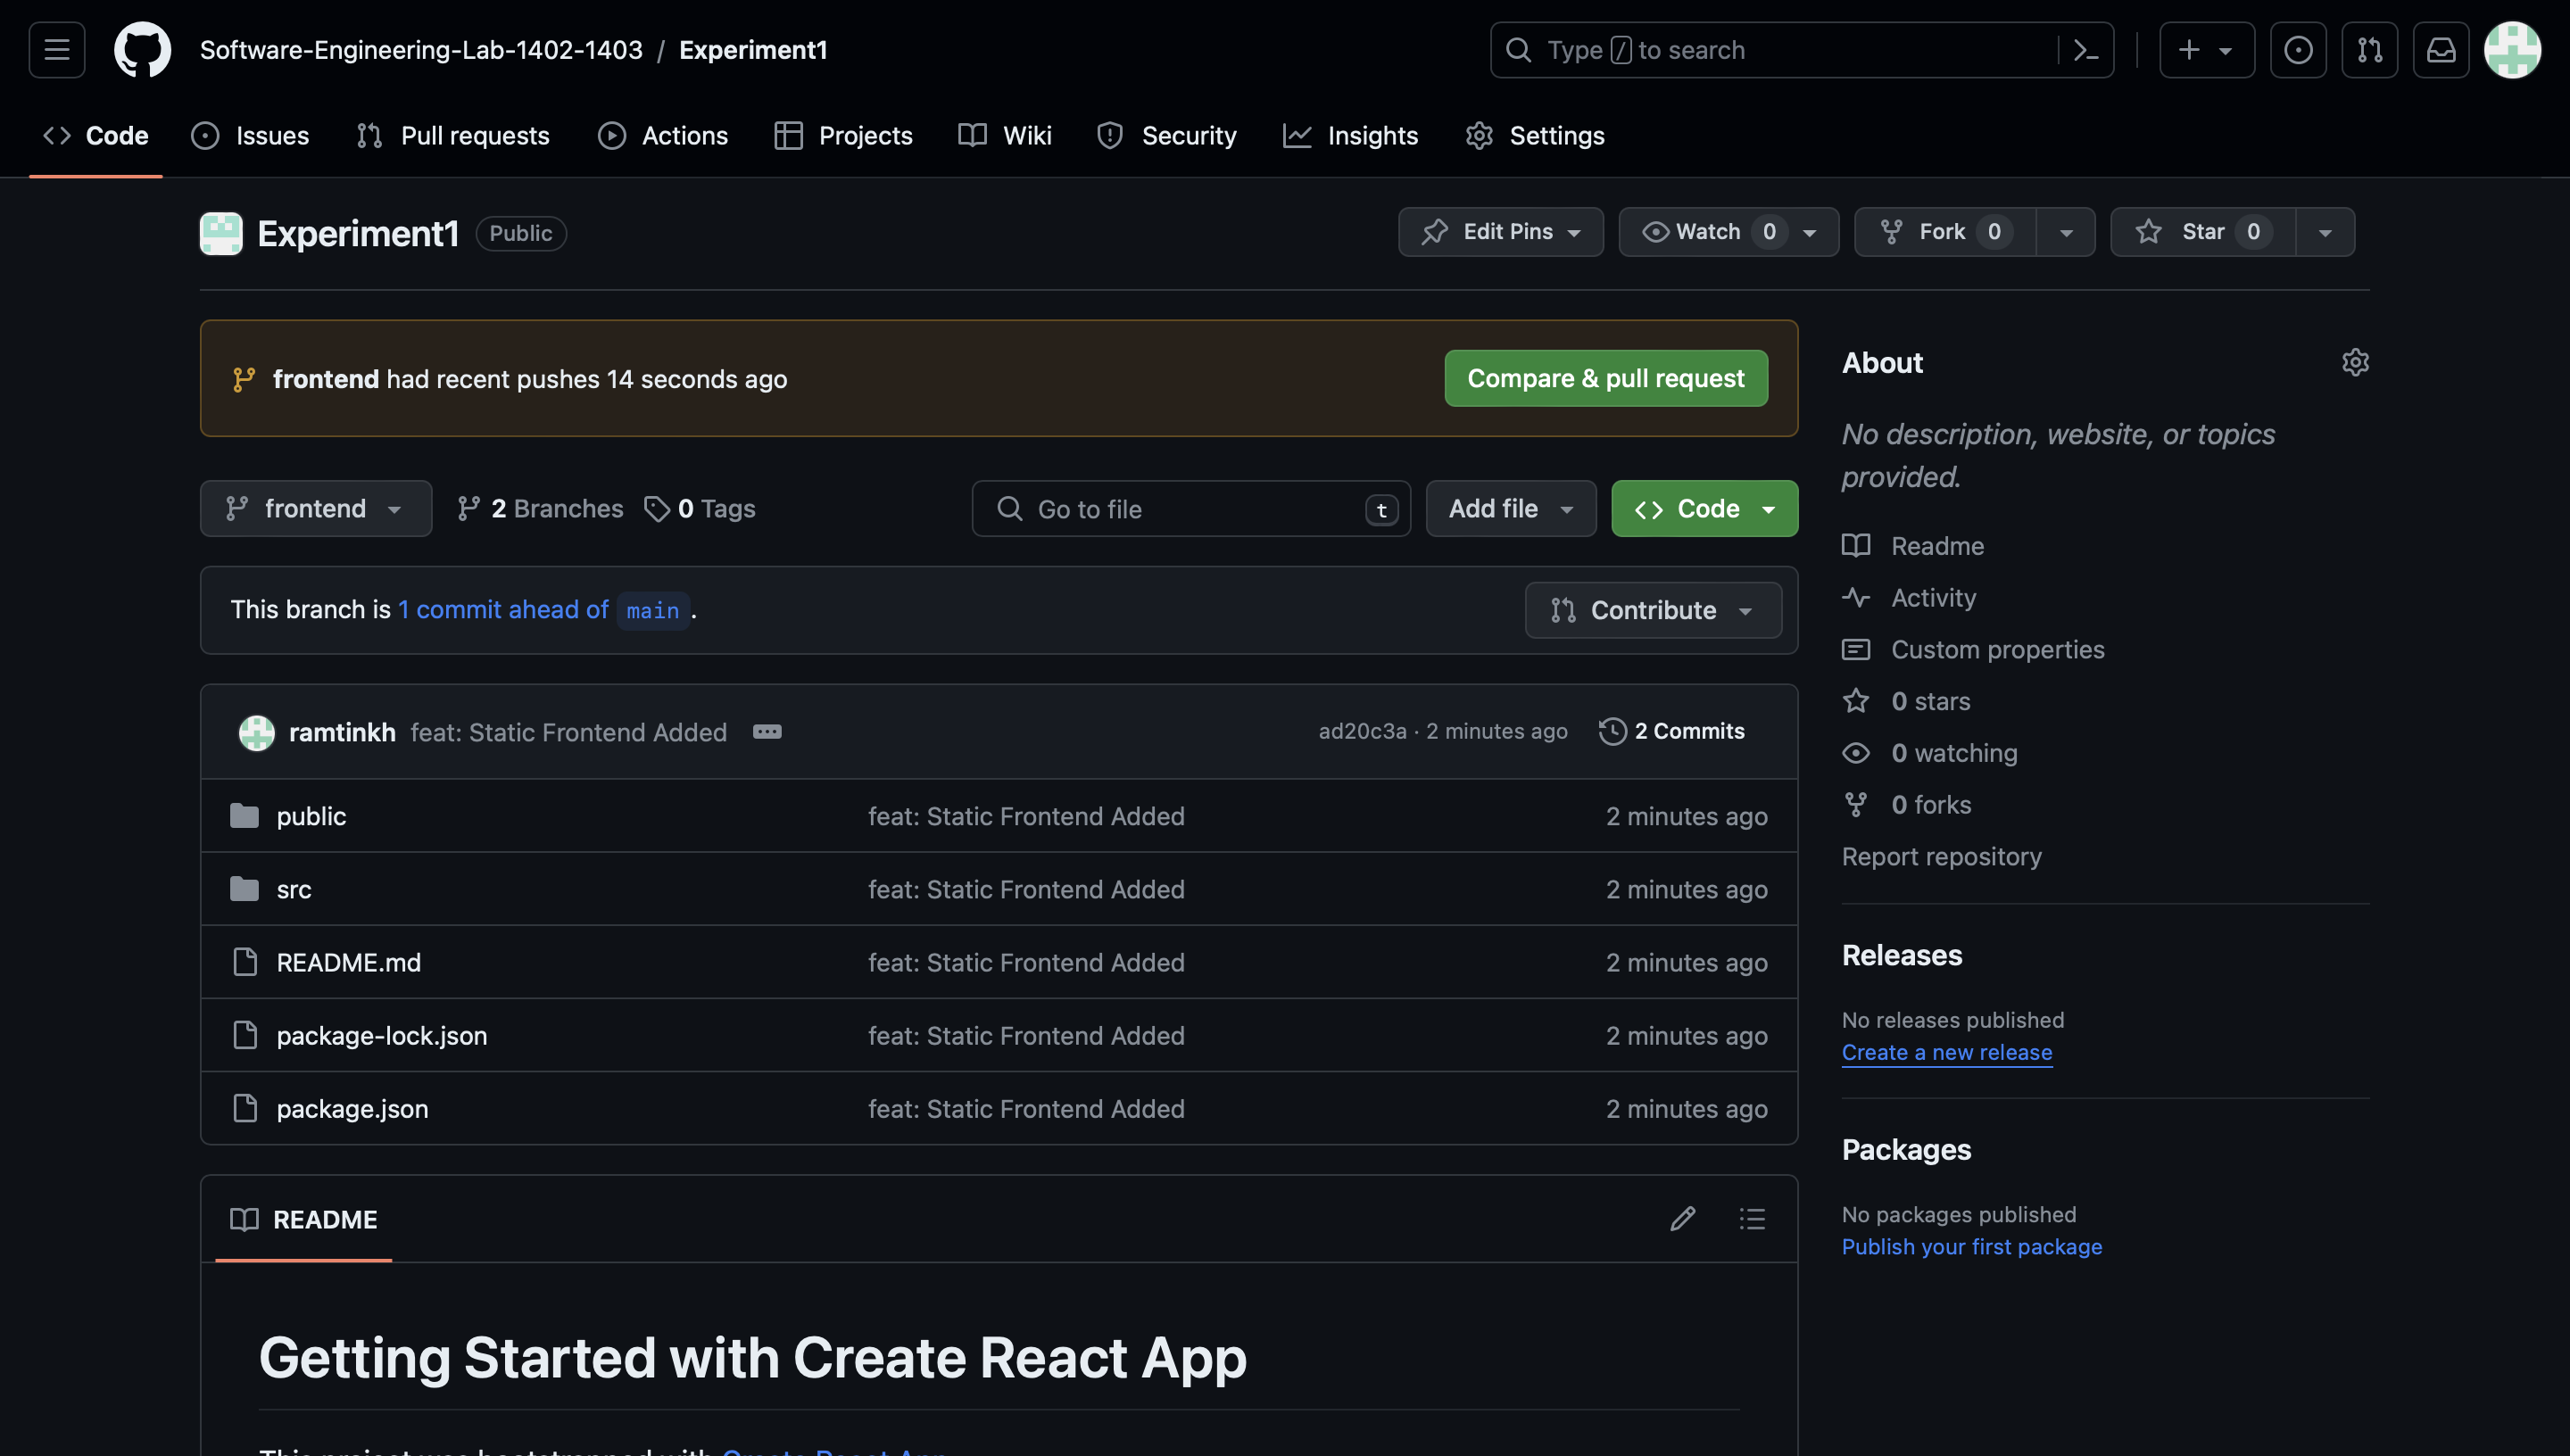 Software-Engineering-Lab-1402-1403 / Experiment1
Type / to search
Code Issues Pull requests Actions Projects Wiki Security Insights Settings
Experiment1 Public
Edit Pins Watch 0 Fork 0 Star 0
frontend had recent pushes 14 seconds ago
Compare & pull request
frontend 2 Branches 0 Tags
Go to file t
Add file
Code
This branch is 1 commit ahead of main .
Contribute
ramtinkh feat: Static Frontend Added
ad20c3a · 2 minutes ago
2 Commits
public feat: Static Frontend Added 2 minutes ago
src feat: Static Frontend Added 2 minutes ago
README.md feat: Static Frontend Added 2 minutes ago
package-lock.json feat: Static Frontend Added 2 minutes ago
package.json feat: Static Frontend Added 2 minutes ago
README
Getting Started with Create React App
This project was bootstrapped with Create React App
About
No description, website, or topics
provided.
Readme
Activity
Custom properties
0 stars
0 watching
0 forks
Report repository
Releases
No releases published
Create a new release
Packages
No packages published
Publish your first package